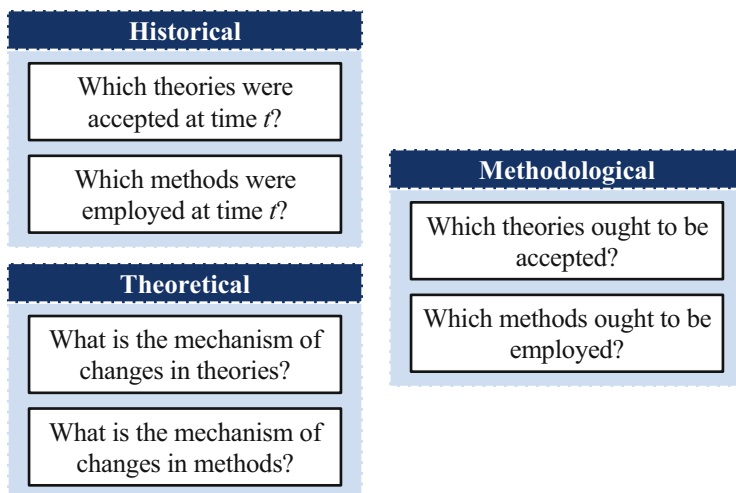 Historical
Which theories were
accepted at time t?
Which methods were
employed at time t?
Theoretical
What is the mechanism of
changes in theories?
What is the mechanism of
changes in methods?
Methodological
Which theories ought to be
accepted?
Which methods ought to be
employed?